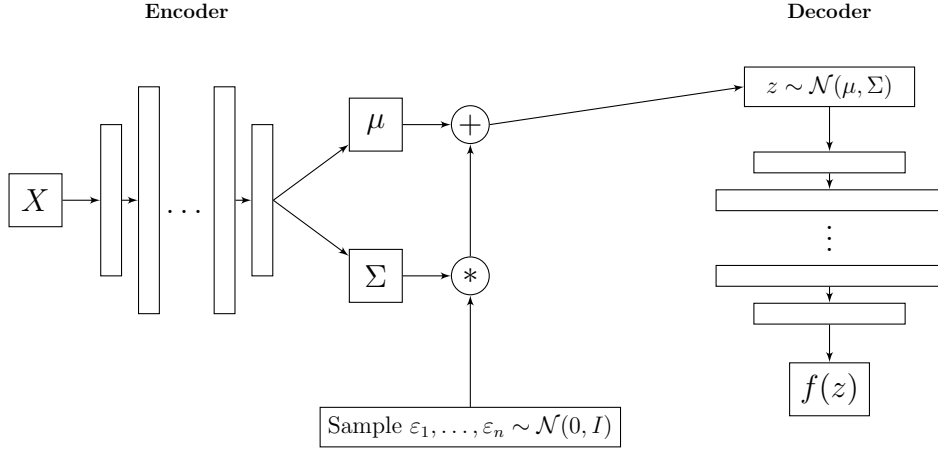 Encoder
Decoder
z ∼ 𝒩(μ, Σ)
μ
+
X
. . .
⋮
Σ
*
f(z)
Sample ε₁, . . . , εₙ ∼ 𝒩(0, I)